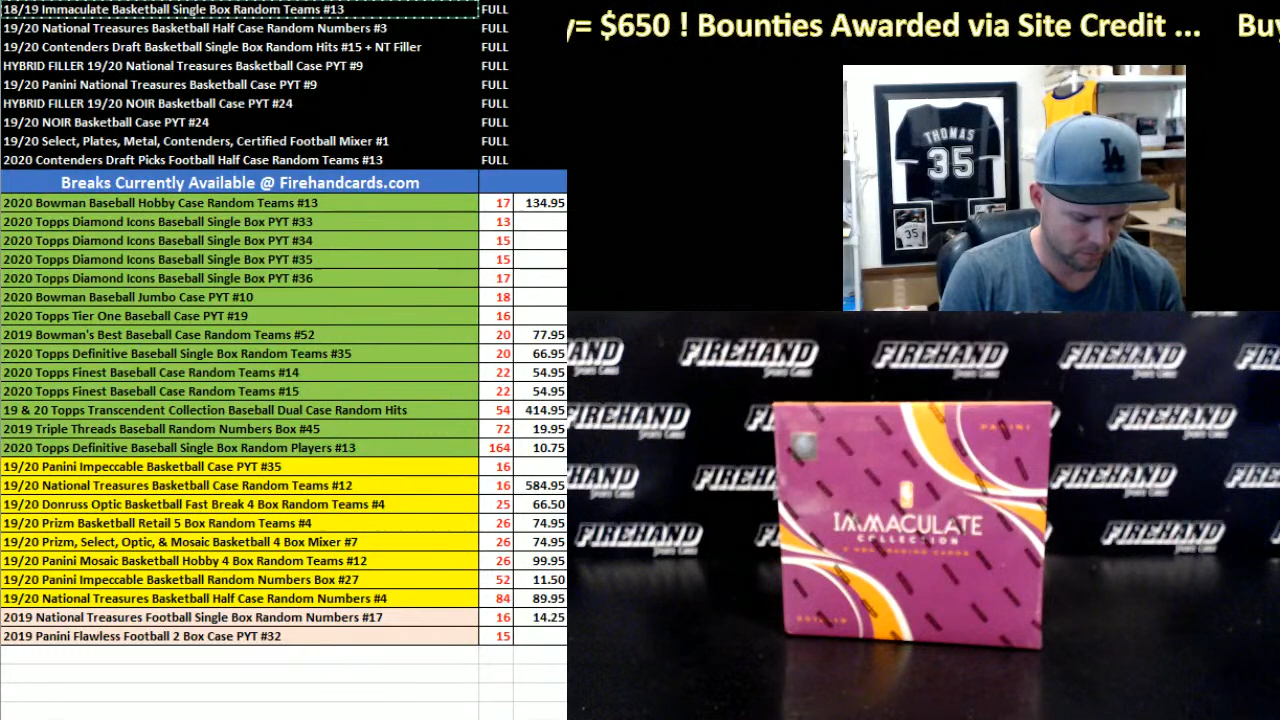 18/19 Immaculate Basketball Single Box Random Teams #13 FULL
19/20 National Treasures Basketball Half Case Random Numbers #3 FULL
19/20 Contenders Draft Basketball Single Box Random Hits #15 + NT Filler FULL
HYBRID FILLER 19/20 National Treasures Basketball Case PYT #9 FULL
19/20 Panini National Treasures Basketball Case PYT #9 FULL
HYBRID FILLER 19/20 NOIR Basketball Case PYT #24 FULL
19/20 NOIR Basketball Case PYT #24 FULL
19/20 Select, Plates, Metal, Contenders, Certified Football Mixer #1 FULL
2020 Contenders Draft Picks Football Half Case Random Teams #13 FULL
Breaks Currently Available @ Firehandcards.com
2020 Bowman Baseball Hobby Case Random Teams #13 17 134.95
2020 Topps Diamond Icons Baseball Single Box PYT #33 13
2020 Topps Diamond Icons Baseball Single Box PYT #34 15
2020 Topps Diamond Icons Baseball Single Box PYT #35 15
2020 Topps Diamond Icons Baseball Single Box PYT #36 17
2020 Bowman Baseball Jumbo Case PYT #10 18
2020 Topps Tier One Baseball Case PYT #19 16
2019 Bowman's Best Baseball Case Random Teams #52 20 77.95
2020 Topps Definitive Baseball Single Box Random Teams #35 20 66.95
2020 Topps Finest Baseball Case Random Teams #14 22 54.95
2020 Topps Finest Baseball Case Random Teams #15 22 54.95
19 & 20 Topps Transcendent Collection Baseball Dual Case Random Hits 54 414.95
2019 Triple Threads Baseball Random Numbers Box #45 72 19.95
2020 Topps Definitive Baseball Single Box Random Players #13 164 10.75
19/20 Panini Impeccable Basketball Case PYT #35 16
19/20 National Treasures Basketball Case Random Teams #12 16 584.95
19/20 Donruss Optic Basketball Fast Break 4 Box Random Teams #4 25 66.50
19/20 Prizm Basketball Retail 5 Box Random Teams #4 26 74.95
19/20 Prizm, Select, Optic, & Mosaic Basketball 4 Box Mixer #7 26 74.95
19/20 Panini Mosaic Basketball Hobby 4 Box Random Teams #12 26 99.95
19/20 Panini Impeccable Basketball Random Numbers Box #27 52 11.50
19/20 National Treasures Basketball Half Case Random Numbers #4 84 89.95
2019 National Treasures Football Single Box Random Numbers #17 16 14.25
2019 Panini Flawless Football 2 Box Case PYT #32 15
y= $650 ! Bounties Awarded via Site Credit ... Buy
THOMAS
35
35
LA
AND FIREHAND FIREHAND FIREHAND FIR
FIREHAND FIREHAND
HAND FIREH FIREHAND
FIREHAND FIREHAND
PANINI
IMMACULATE
COLLECTION